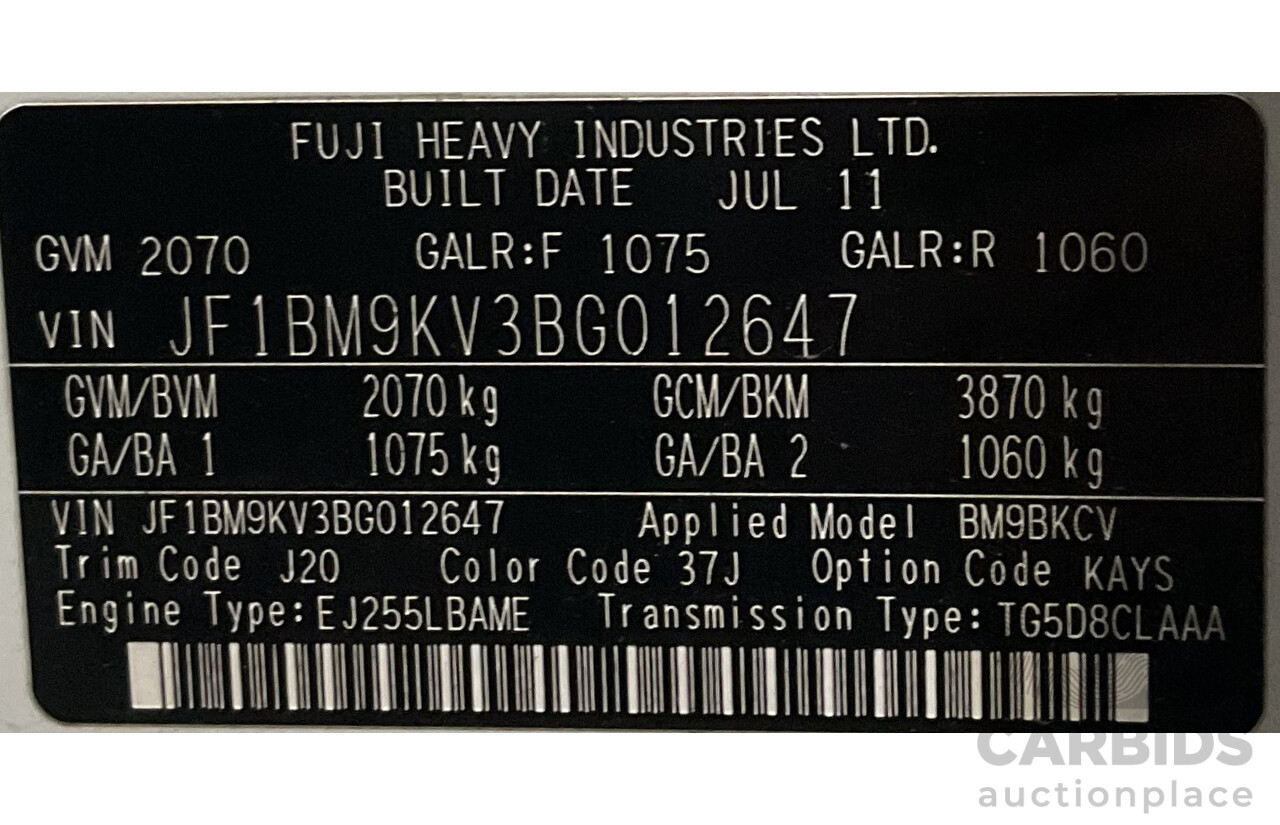 FUJI HEAVY INDUSTRIES LTD.
BUILT DATE JUL 11
GVM 2070 GALR:F 1075 GALR:R 1060
VIN JF1BM9KV3BG012647
GVM/BVM 2070 kg GCM/BKM 3870 kg
GA/BA 1 1075 kg GA/BA 2 1060 kg
VIN JF1BM9KV3BG012647 Applied Model BM9BKCV
Trim Code J20 Color Code 37J Option Code KAYS
Engine Type: EJ255LBAME Transmission Type: TG5D8CLAAA
CARBIDS
auctionplace